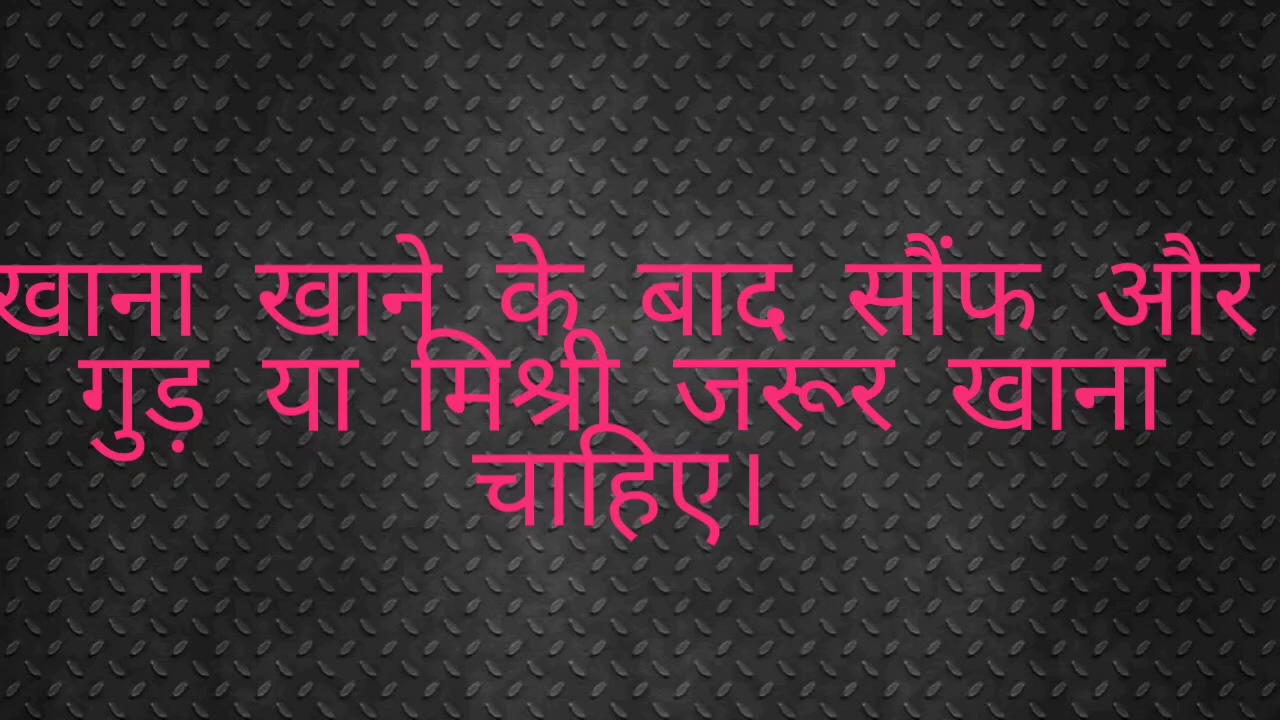 खाना खाने के बाद सौंफ और
गुड़ या मिश्री जरूर खाना
चाहिए।